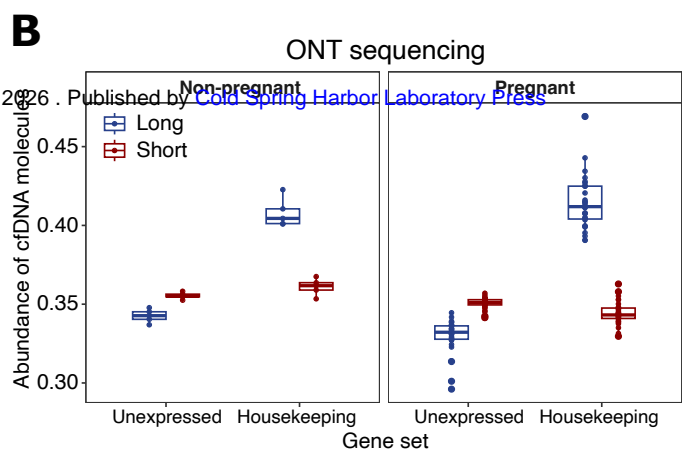 B
ONT sequencing
Non-pregnant
Pregnant
2026 . Published by Cold Spring Harbor Laboratory Press
Long
Short
Abundance of cfDNA molecules
0.45
0.40
0.35
0.30
Unexpressed Housekeeping
Unexpressed Housekeeping
Gene set